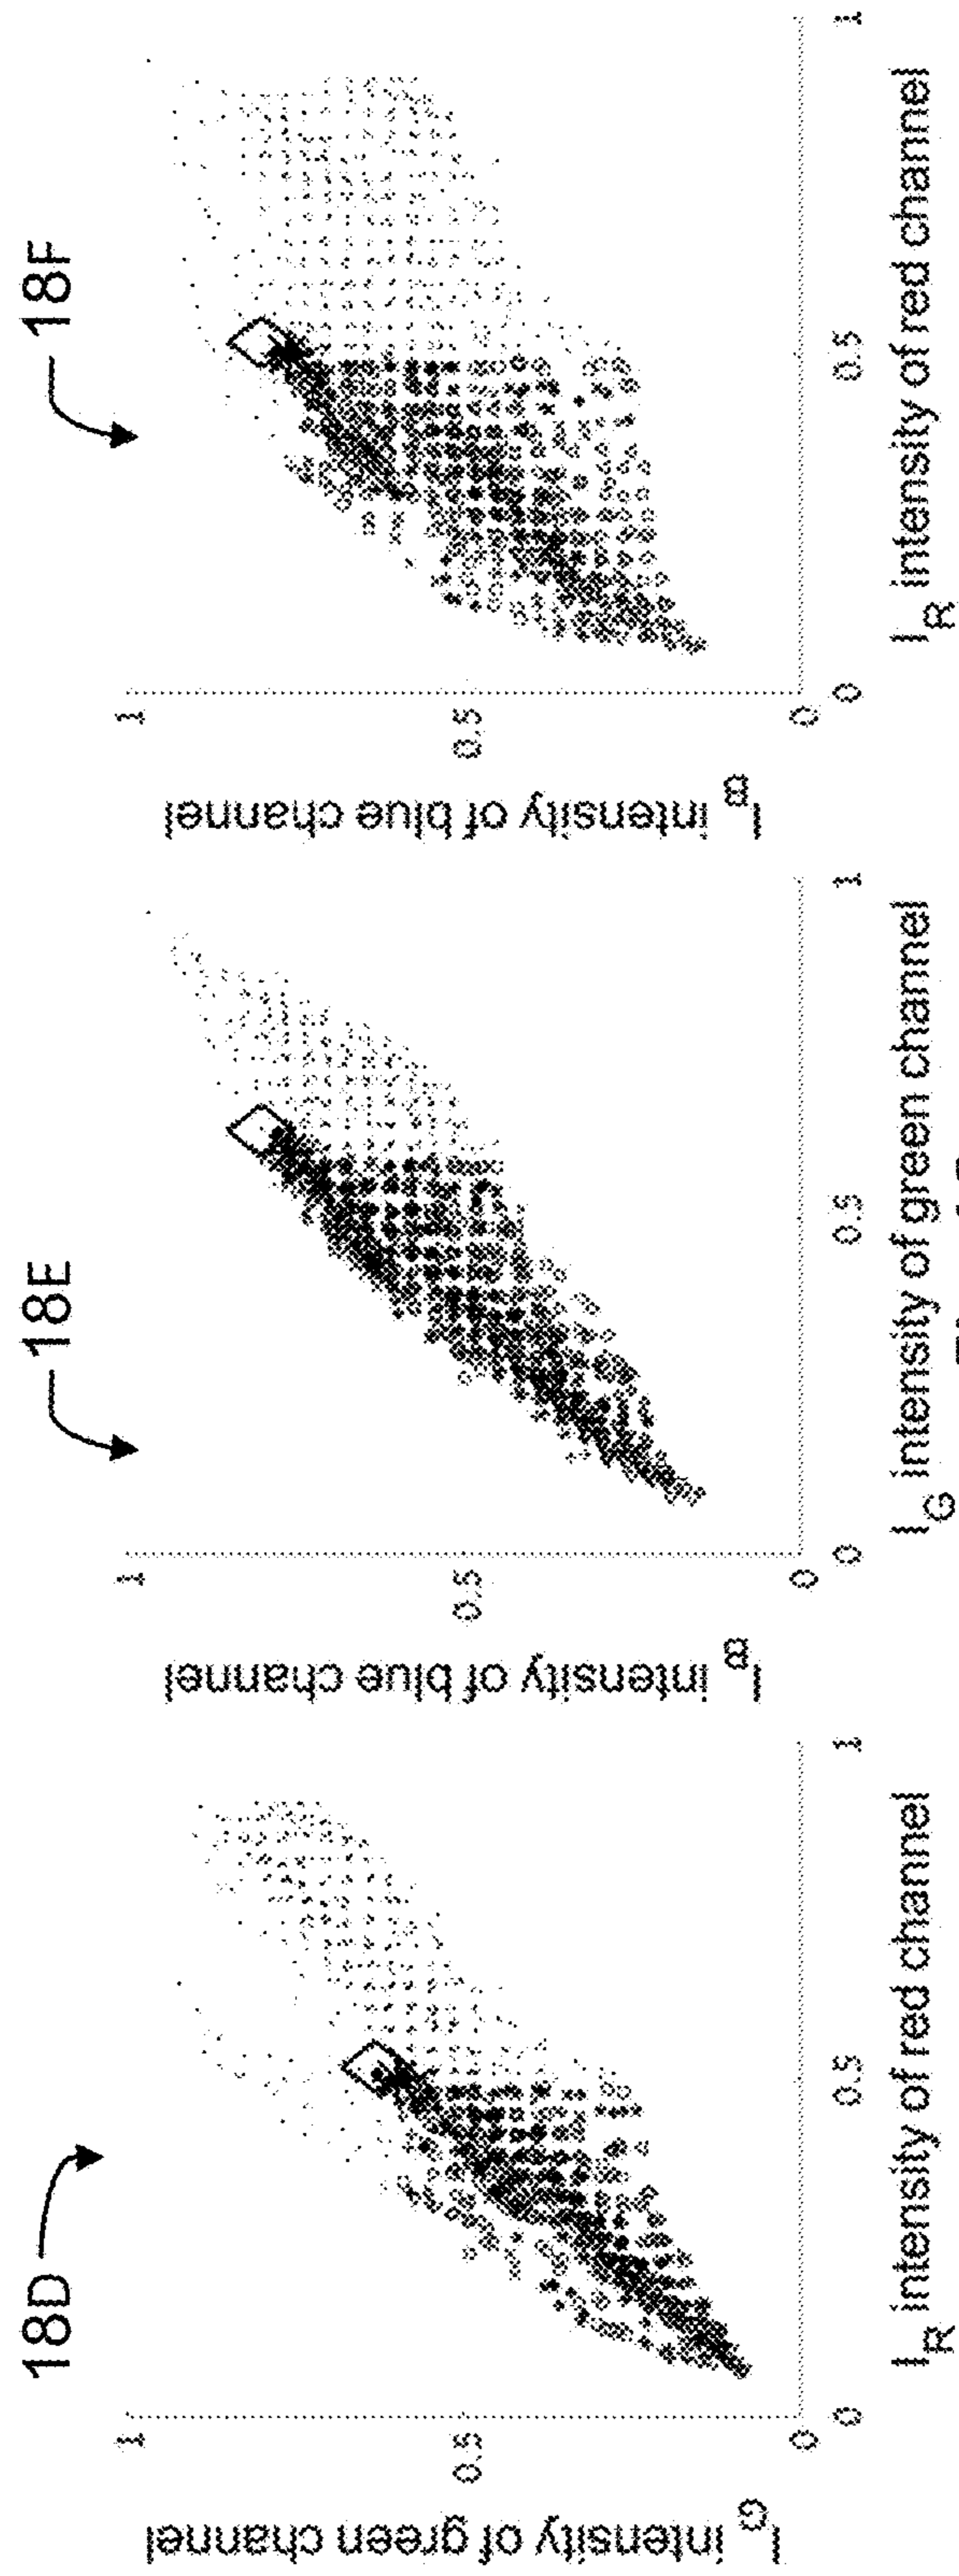 18D
18E
18F
I_G intensity of green channel
1
0.5
0
0
0.5
1
I_R intensity of red channel
I_B intensity of blue channel
1
0.5
0
0
0.5
1
I_G intensity of green channel
I_B intensity of blue channel
1
0.5
0
0
0.5
1
I_R intensity of red channel